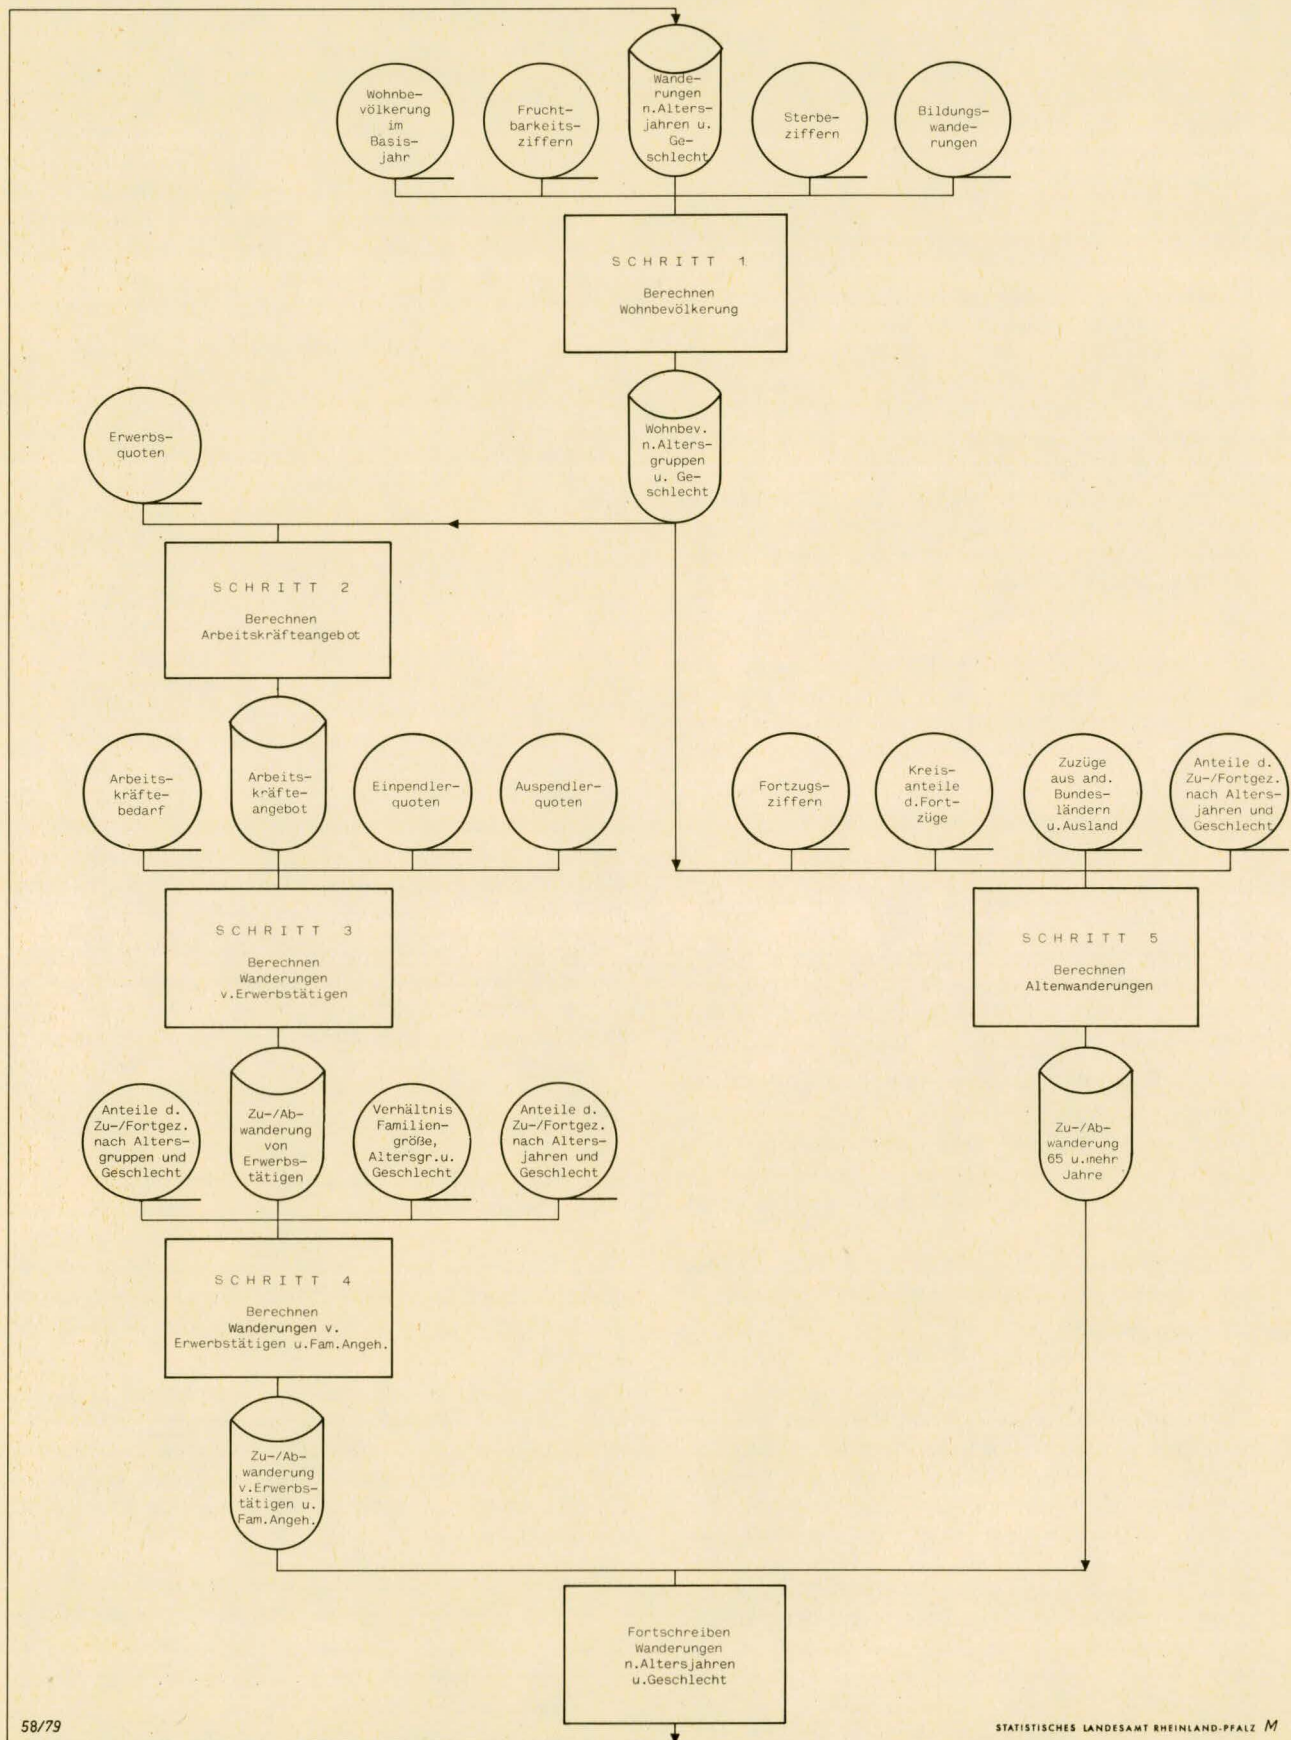 Wohnbe-
völkerung
im
Basis-
jahr
Frucht-
barkeits-
ziffern
Wande-
rungen
n.Alters-
jahren u.
Ge-
schlecht
Sterbe-
ziffern
Bildungs-
wande-
rungen
SCHRITT 1
Berechnen
Wohnbevölkerung
Wohnbev.
n.Alters-
gruppen
u. Ge-
schlecht
Erwerbs-
quoten
SCHRITT 2
Berechnen
Arbeitskräfteangebot
Arbeits-
kräfte-
bedarf
Arbeits-
kräfte-
angebot
Einpendler-
quoten
Auspendler-
quoten
Fortzugs-
ziffern
Kreis-
anteile
d.Fort-
züge
Zuzüge
aus and.
Bundes-
ländern
u.Ausland
Anteile d.
Zu-/Fortgez.
nach Alters-
jahren und
Geschlecht
SCHRITT 3
Berechnen
Wanderungen
v.Erwerbstätigen
SCHRITT 5
Berechnen
Altenwanderungen
Anteile d.
Zu-/Fortgez.
nach Alters-
gruppen und
Geschlecht
Zu-/Ab-
wanderung
von
Erwerbs-
tätigen
Verhältnis
Familien-
größe,
Altersgr.u.
Geschlecht
Anteile d.
Zu-/Fortgez.
nach Alters-
jahren und
Geschlecht
Zu-/Ab-
wanderung
65 u.mehr
Jahre
SCHRITT 4
Berechnen
Wanderungen v.
Erwerbstätigen u.Fam.Angeh.
Zu-/Ab-
wanderung
v.Erwerbs-
tätigen u.
Fam.Angeh.
Fortschreiben
Wanderungen
n.Altersjahren
u.Geschlecht
58/79
STATISTISCHES LANDESAMT RHEINLAND-PFALZ M